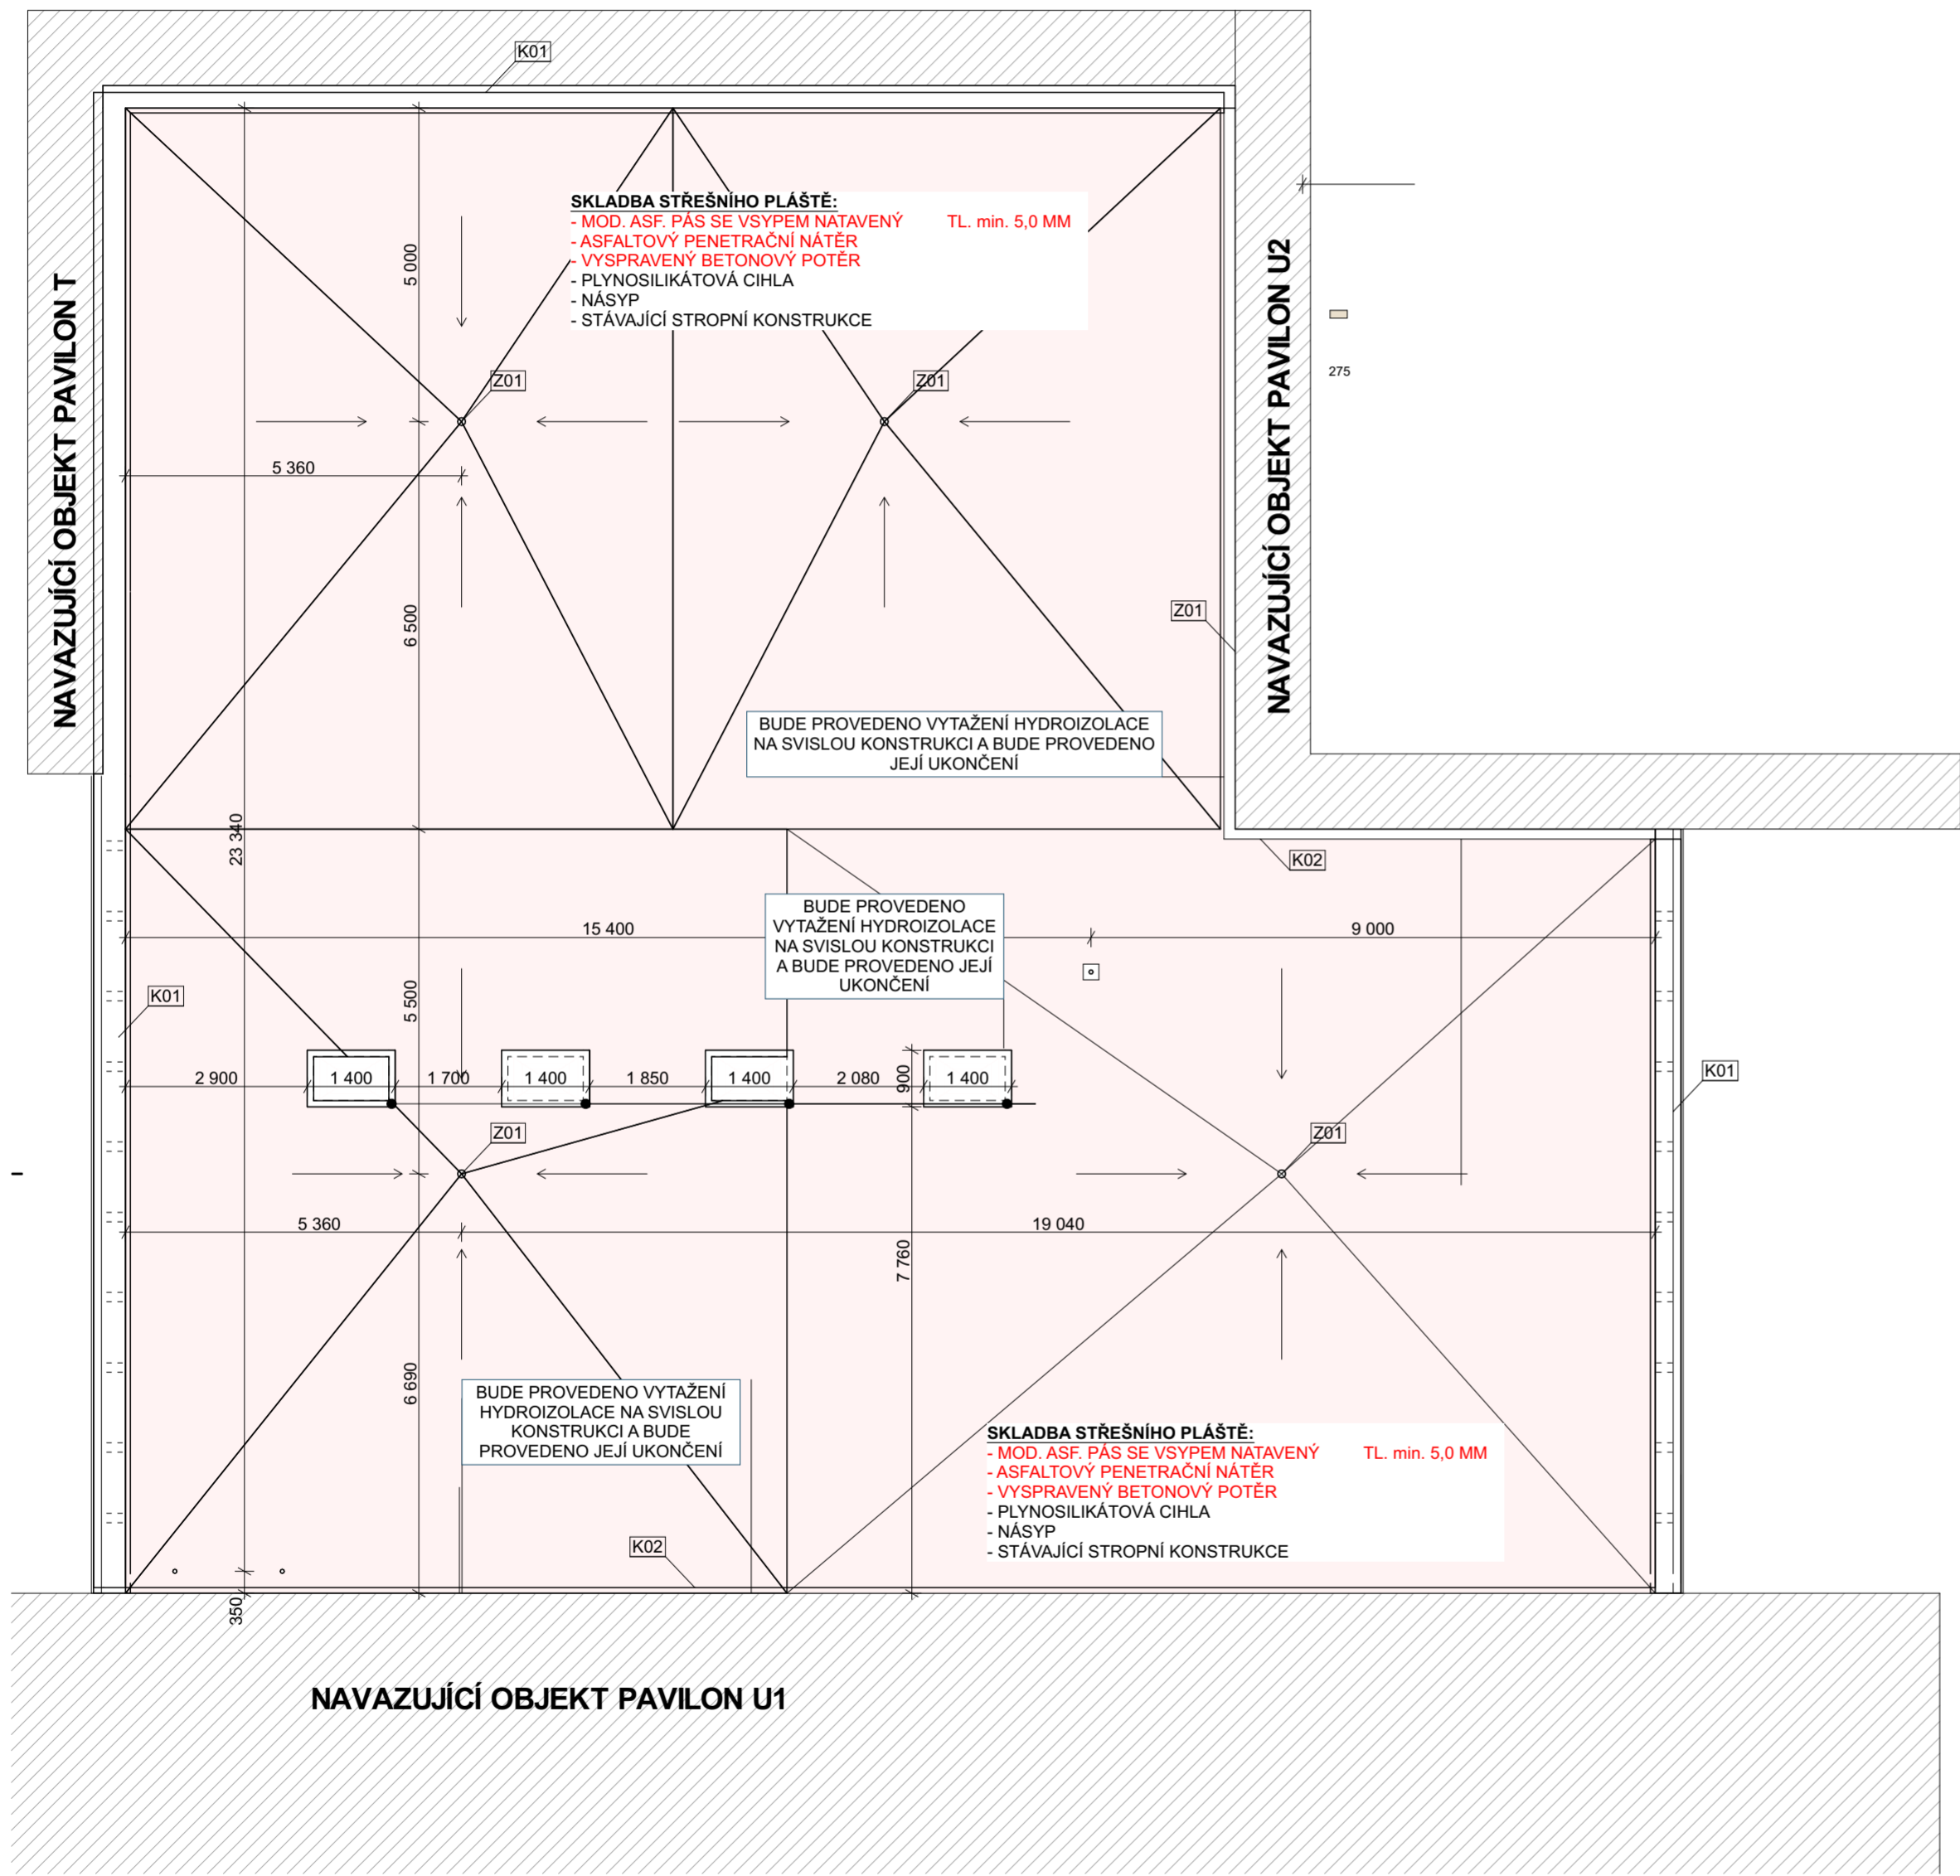 K01
SKLADBA STŘEŠNÍHO PLÁŠTĚ:
- MOD. ASF. PÁS SE VSYPEM NATAVENÝ TL. min. 5,0 MM
- ASFALTOVÝ PENETRAČNÍ NÁTĚR
- VYSPRAVENÝ BETONOVÝ POTĚR
- PLYNOSILIKÁTOVÁ CIHLA
- NÁSYP
- STÁVAJÍCÍ STROPNÍ KONSTRUKCE
5 000
NAVAZUJÍCÍ OBJEKT PAVILON T
NAVAZUJÍCÍ OBJEKT PAVILON U2
275
Z01
Z01
5 360
6 500
Z01
BUDE PROVEDENO VYTAŽENÍ HYDROIZOLACE
NA SVISLOU KONSTRUKCI A BUDE PROVEDENO
JEJÍ UKONČENÍ
23 340
K02
BUDE PROVEDENO
VYTAŽENÍ HYDROIZOLACE
NA SVISLOU KONSTRUKCI
A BUDE PROVEDENO JEJÍ
UKONČENÍ
15 400
9 000
K01
5 500
2 900
1 400
1 700
1 400
1 850
1 400
2 080
900
1 400
K01
Z01
Z01
5 360
19 040
7 760
6 690
BUDE PROVEDENO VYTAŽENÍ
HYDROIZOLACE NA SVISLOU
KONSTRUKCI A BUDE
PROVEDENO JEJÍ UKONČENÍ
SKLADBA STŘEŠNÍHO PLÁŠTĚ:
- MOD. ASF. PÁS SE VSYPEM NATAVENÝ TL. min. 5,0 MM
- ASFALTOVÝ PENETRAČNÍ NÁTĚR
- VYSPRAVENÝ BETONOVÝ POTĚR
- PLYNOSILIKÁTOVÁ CIHLA
- NÁSYP
- STÁVAJÍCÍ STROPNÍ KONSTRUKCE
K02
350
NAVAZUJÍCÍ OBJEKT PAVILON U1